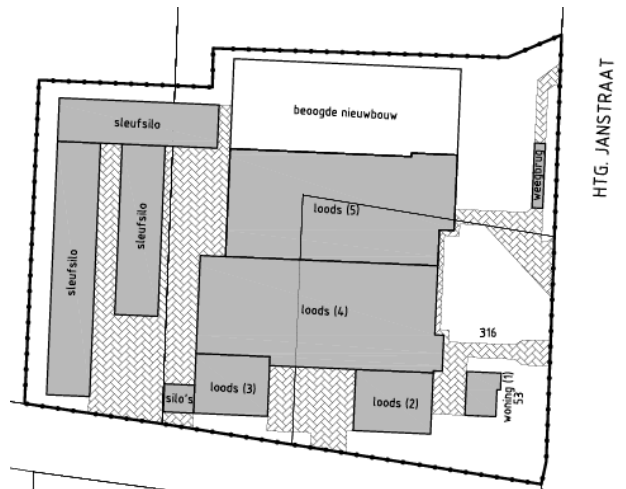 beoogde nieuwbouw
HTG. JANSTRAAT
sleufsilo
weegbrug
loods (5)
sleufsilo
sleufsilo
loods (4)
316
loods (3)
silo's
loods (2)
woning (1)
53